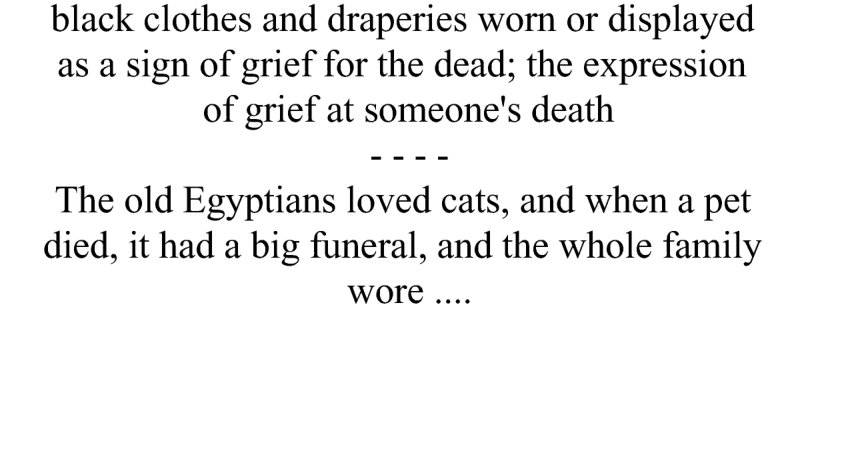 black clothes and draperies worn or displayed
as a sign of grief for the dead; the expression
of grief at someone's death
- - - -
The old Egyptians loved cats, and when a pet
died, it had a big funeral, and the whole family
wore ....